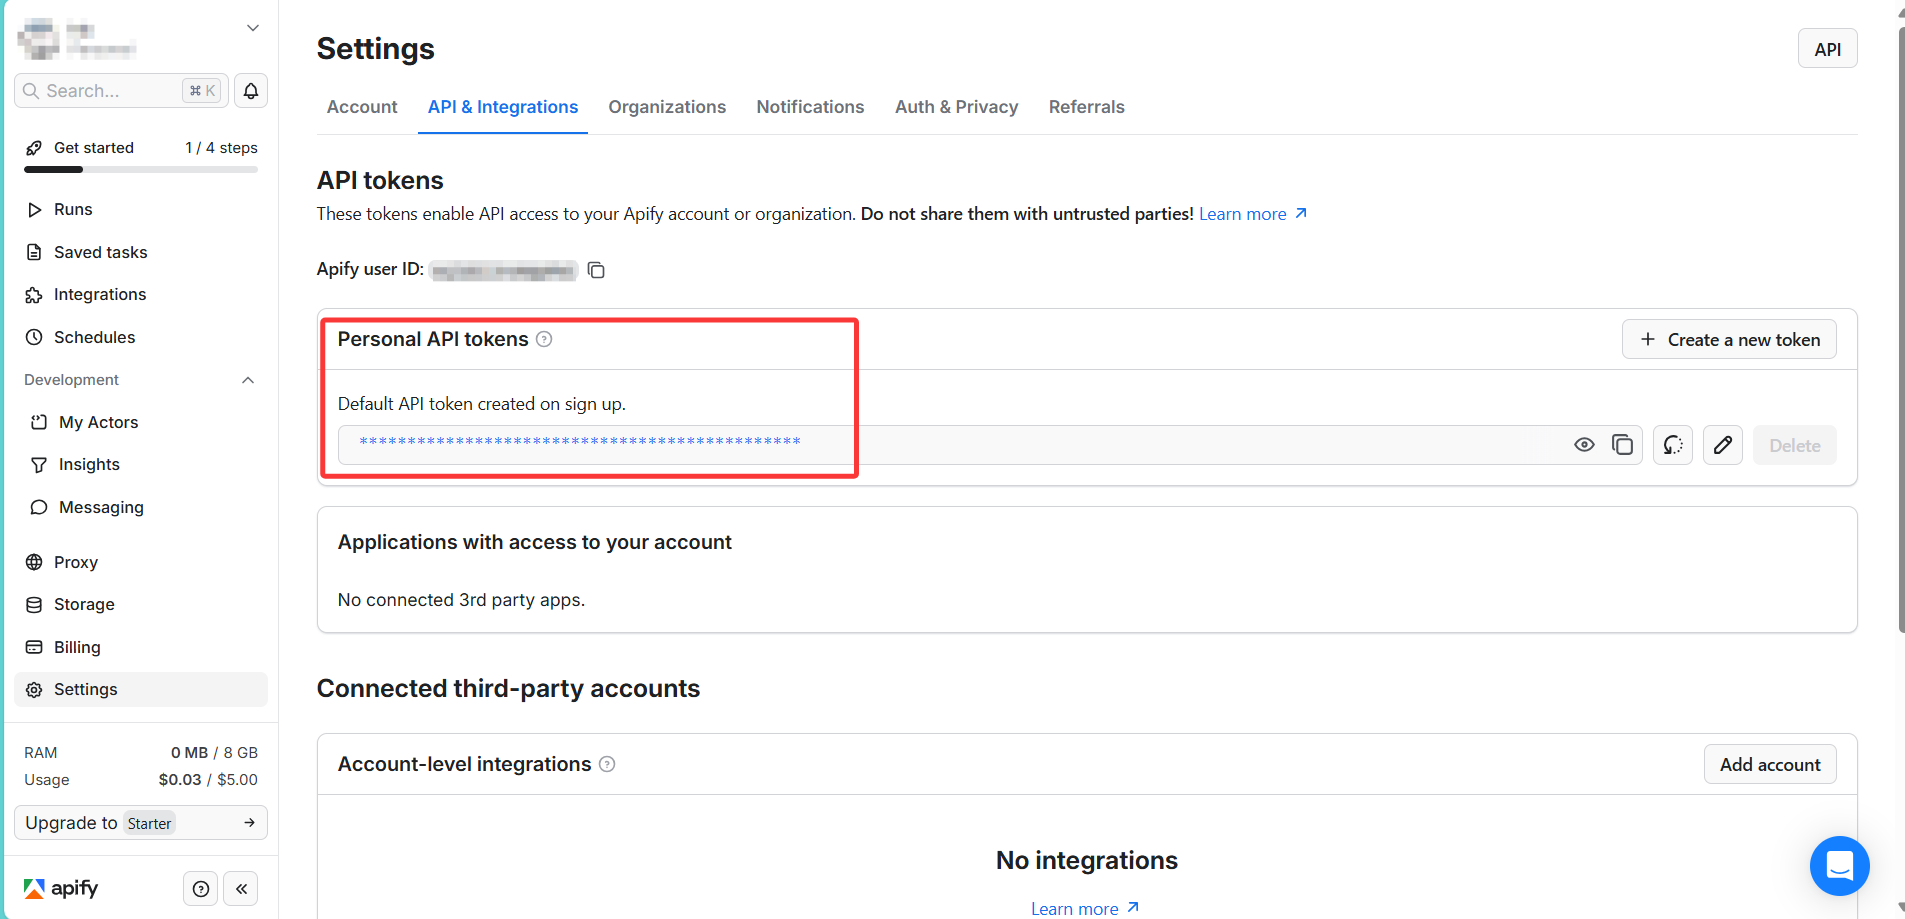 Search...
⌘ K
Get started
1 / 4 steps
Runs
Saved tasks
Integrations
Schedules
Development
My Actors
Insights
Messaging
Proxy
Storage
Billing
Settings
RAM 0 MB / 8 GB
Usage $0.03 / $5.00
Upgrade to Starter
apify
Settings
API
Account API & Integrations Organizations Notifications Auth & Privacy Referrals
API tokens
These tokens enable API access to your Apify account or organization. Do not share them with untrusted parties! Learn more
Apify user ID:
Personal API tokens
Create a new token
Default API token created on sign up.
**********************************************
Delete
Applications with access to your account
No connected 3rd party apps.
Connected third-party accounts
Account-level integrations
Add account
No integrations
Learn more